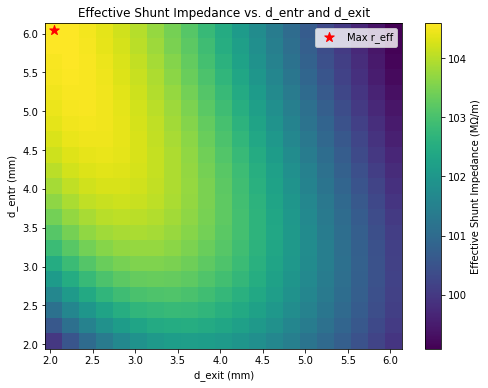 Effective Shunt Impedance vs. d_entr and d_exit
Max r_eff
6.0
5.5
5.0
4.5
4.0
3.5
3.0
2.5
2.0
d_entr (mm)
2.0 2.5 3.0 3.5 4.0 4.5 5.0 5.5 6.0
d_exit (mm)
104
103
102
101
100
Effective Shunt Impedance (MΩ/m)